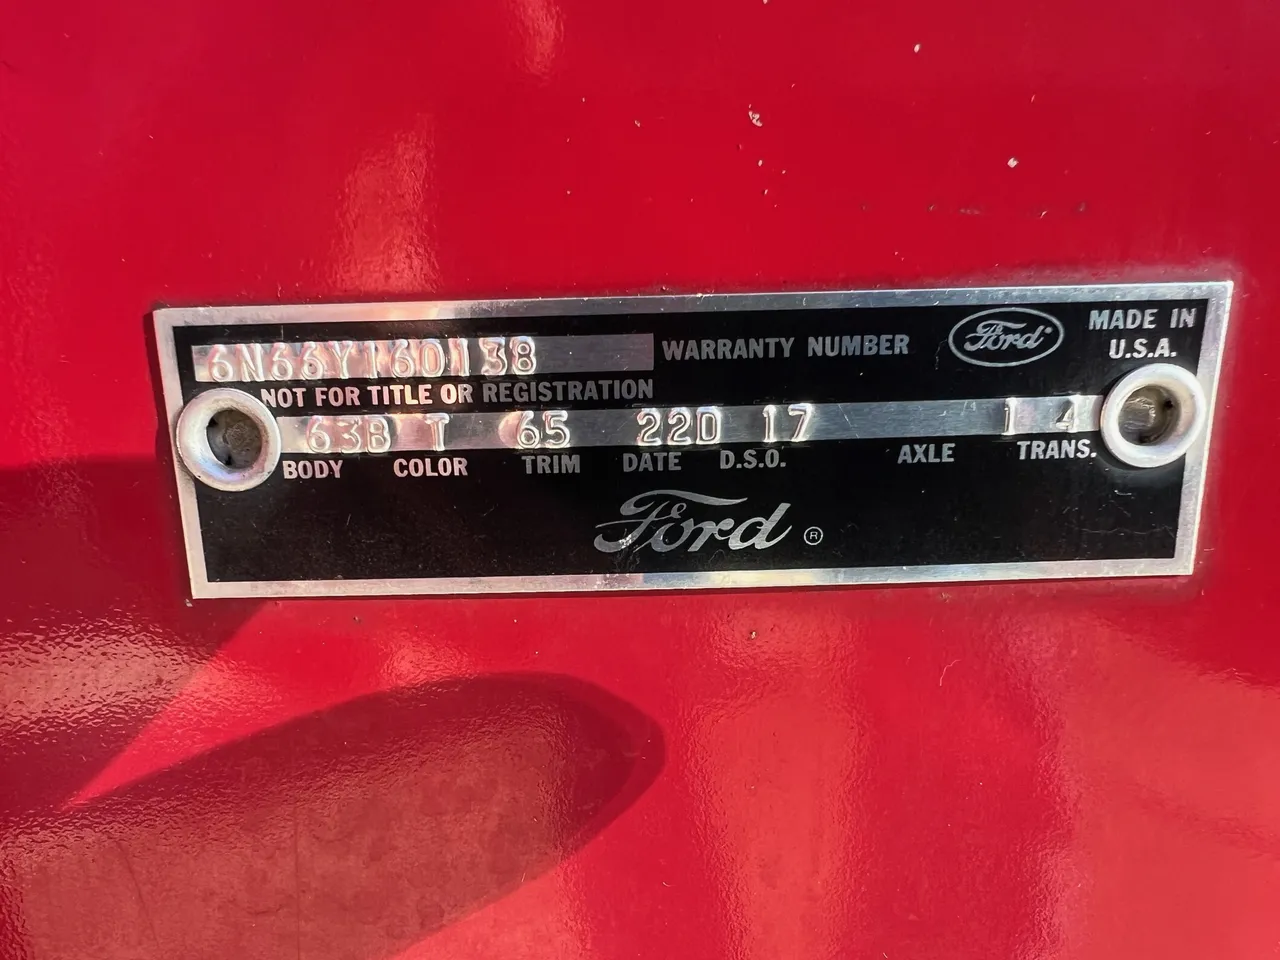 6N66Y160138 WARRANTY NUMBER Ford MADE IN
U.S.A.
NOT FOR TITLE OR REGISTRATION
63B T 65 22D 17 1 4
BODY COLOR TRIM DATE D.S.O. AXLE TRANS.
Ford ®